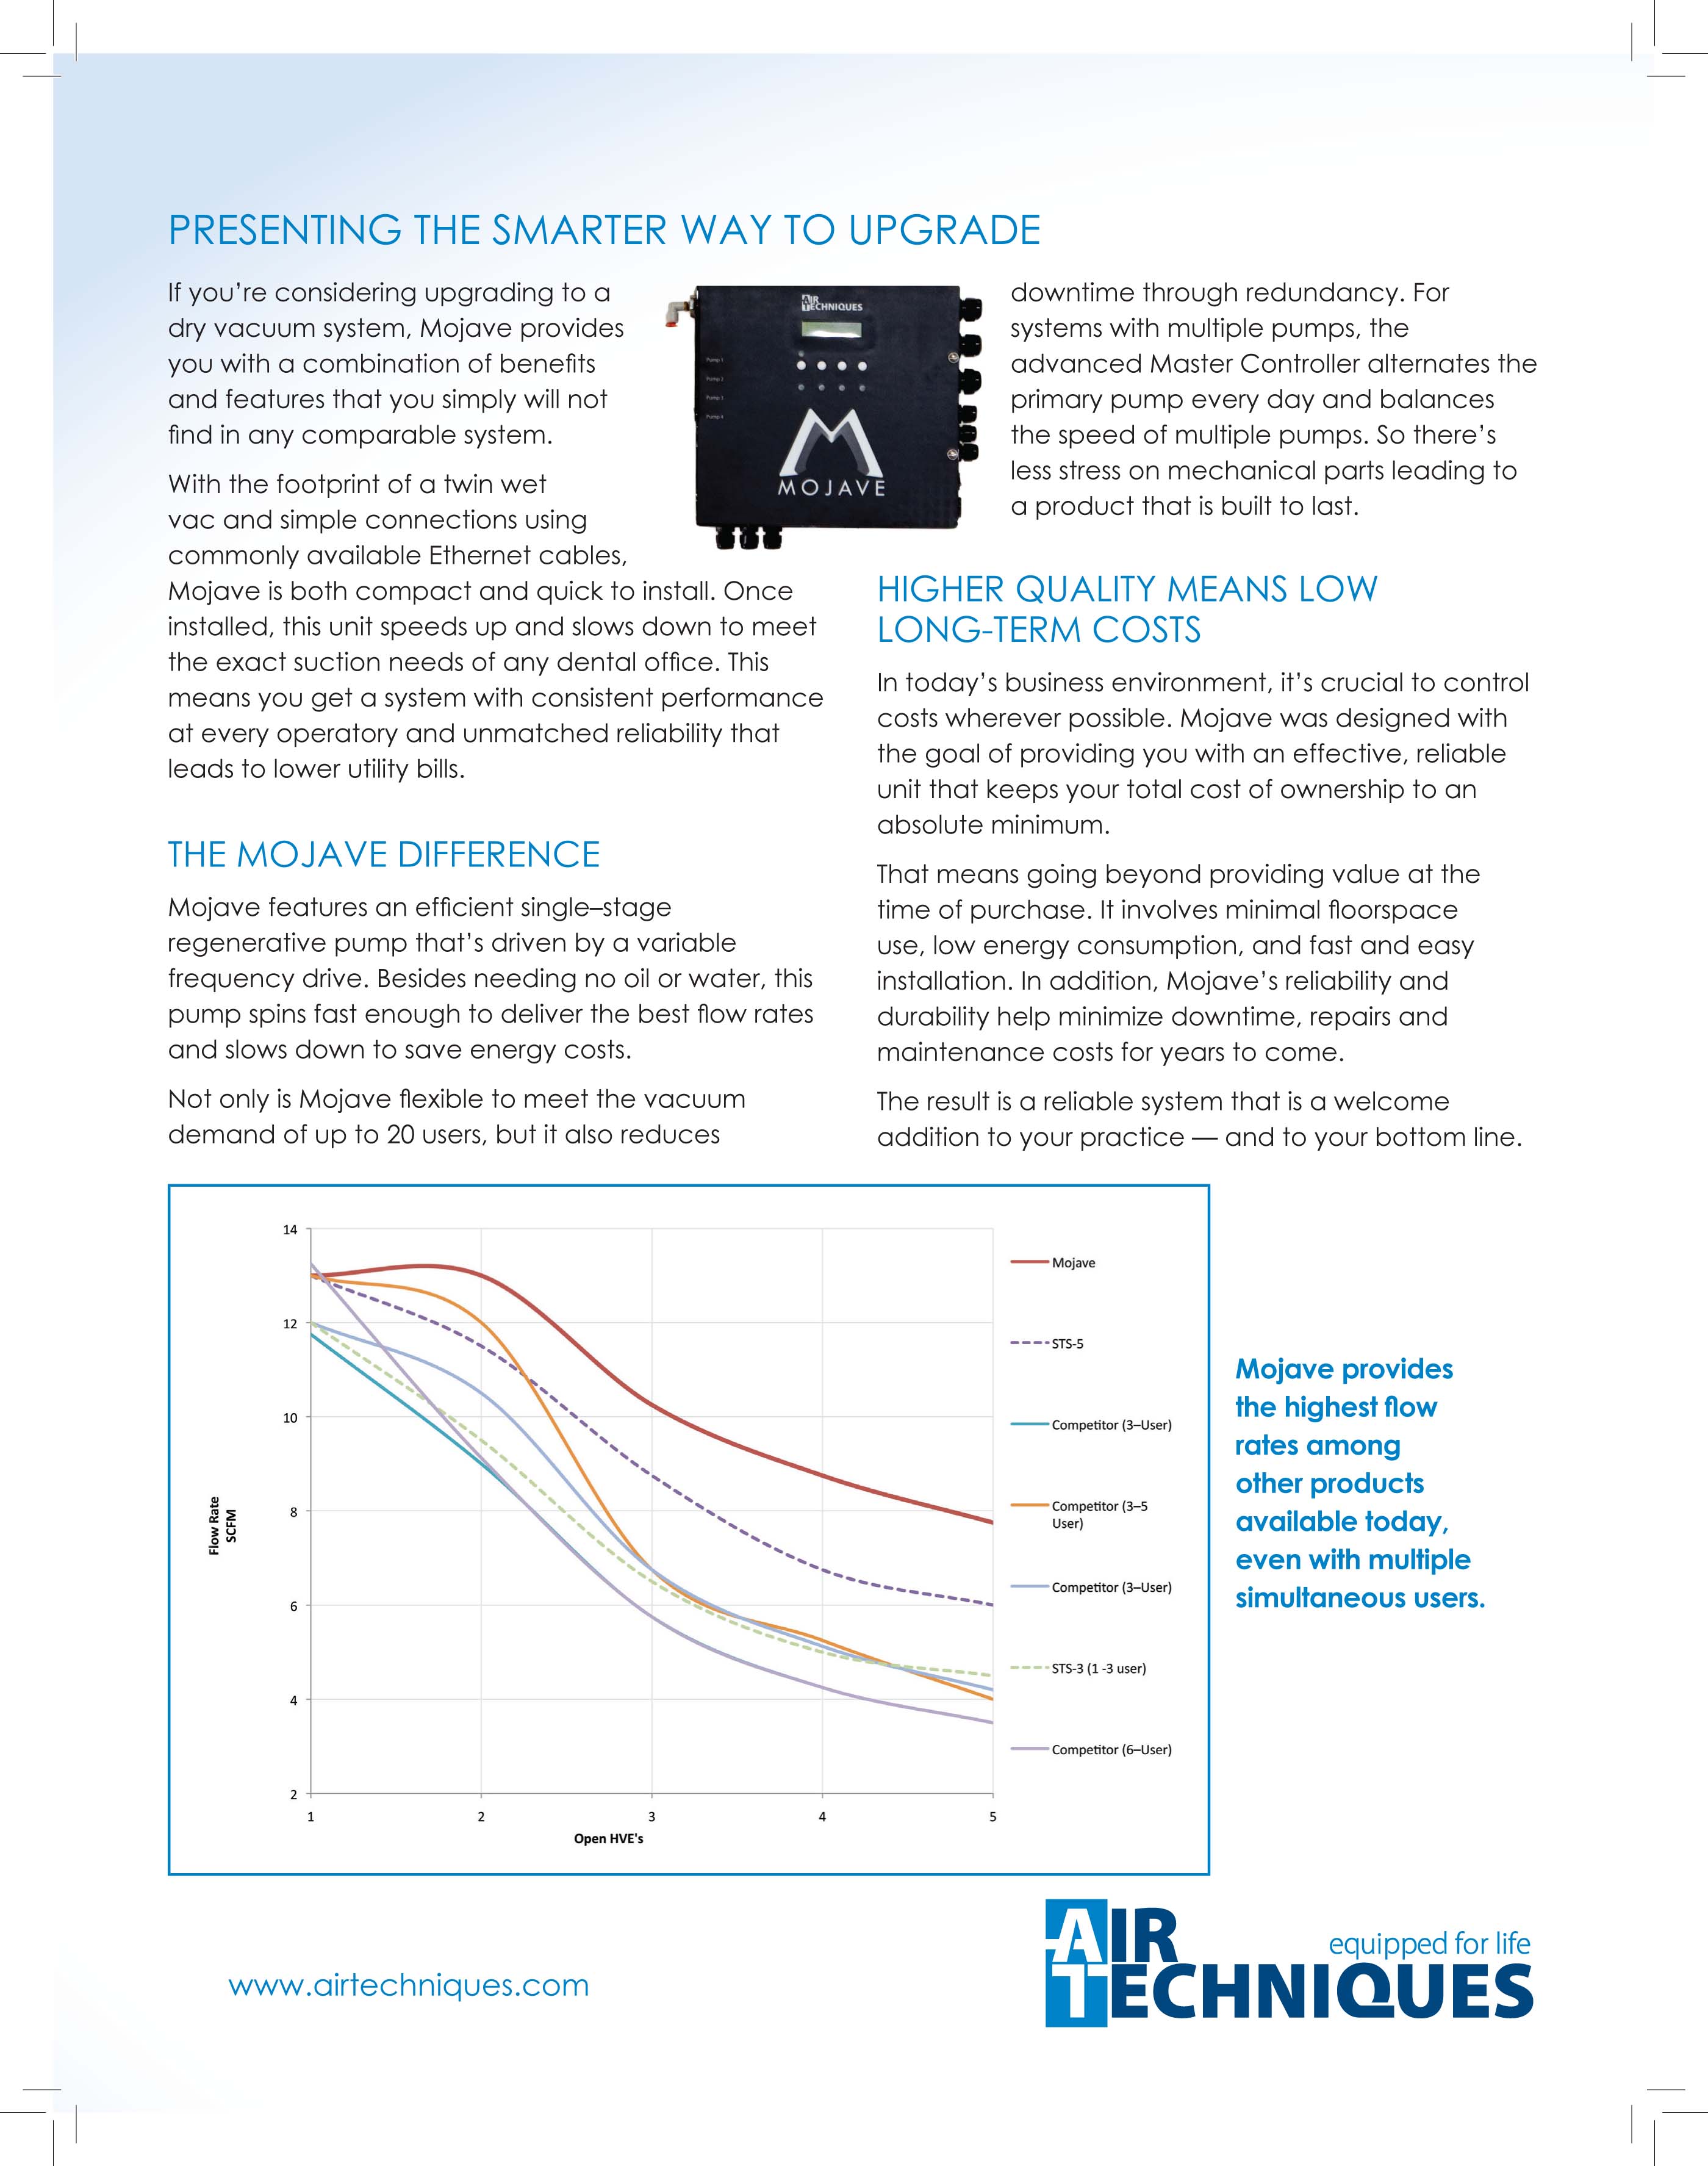 PRESENTING THE SMARTER WAY TO UPGRADE
If you’re considering upgrading to a
dry vacuum system, Mojave provides
you with a combination of benefits
and features that you simply will not
find in any comparable system.
With the footprint of a twin wet
vac and simple connections using
commonly available Ethernet cables,
Mojave is both compact and quick to install. Once
installed, this unit speeds up and slows down to meet
the exact suction needs of any dental office. This
means you get a system with consistent performance
at every operatory and unmatched reliability that
leads to lower utility bills.
THE MOJAVE DIFFERENCE
Mojave features an efficient single–stage
regenerative pump that’s driven by a variable
frequency drive. Besides needing no oil or water, this
pump spins fast enough to deliver the best flow rates
and slows down to save energy costs.
Not only is Mojave flexible to meet the vacuum
demand of up to 20 users, but it also reduces
AIR
TECHNIQUES
Pump 1
Pump 2
Pump 3
Pump 4
MOJAVE
downtime through redundancy. For
systems with multiple pumps, the
advanced Master Controller alternates the
primary pump every day and balances
the speed of multiple pumps. So there’s
less stress on mechanical parts leading to
a product that is built to last.
HIGHER QUALITY MEANS LOW
LONG-TERM COSTS
In today’s business environment, it’s crucial to control
costs wherever possible. Mojave was designed with
the goal of providing you with an effective, reliable
unit that keeps your total cost of ownership to an
absolute minimum.
That means going beyond providing value at the
time of purchase. It involves minimal floorspace
use, low energy consumption, and fast and easy
installation. In addition, Mojave’s reliability and
durability help minimize downtime, repairs and
maintenance costs for years to come.
The result is a reliable system that is a welcome
addition to your practice — and to your bottom line.
14
12
10
8
6
4
2
Flow Rate
SCFM
1 2 3 4 5
Open HVE's
Mojave
STS-5
Competitor (3–User)
Competitor (3–5
User)
Competitor (3–User)
STS-3 (1 -3 user)
Competitor (6–User)
Mojave provides
the highest flow
rates among
other products
available today,
even with multiple
simultaneous users.
www.airtechniques.com
AIR
TECHNIQUES
equipped for life